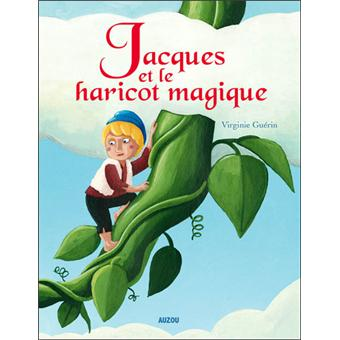 Jacques
et le
haricot magique
Virginie Guérin
AUZOU